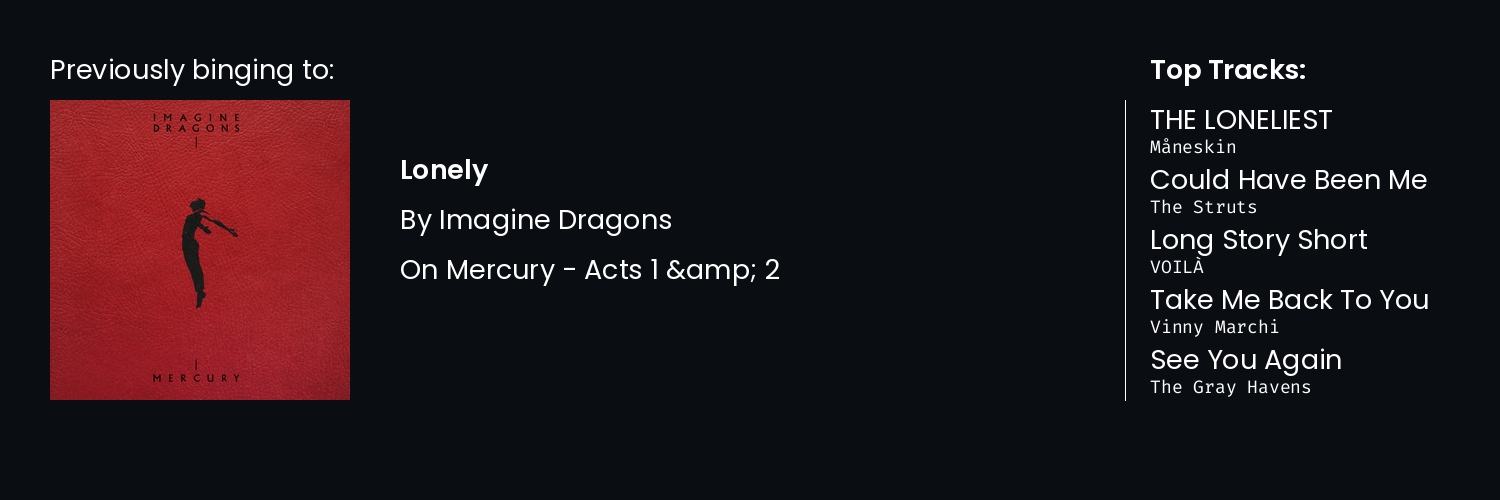 Previously binging to:
IMAGINE
DRAGONS
MERCURY
Lonely
By Imagine Dragons
On Mercury - Acts 1 &amp; 2
Top Tracks:
THE LONELIEST
Måneskin
Could Have Been Me
The Struts
Long Story Short
VOILÀ
Take Me Back To You
Vinny Marchi
See You Again
The Gray Havens